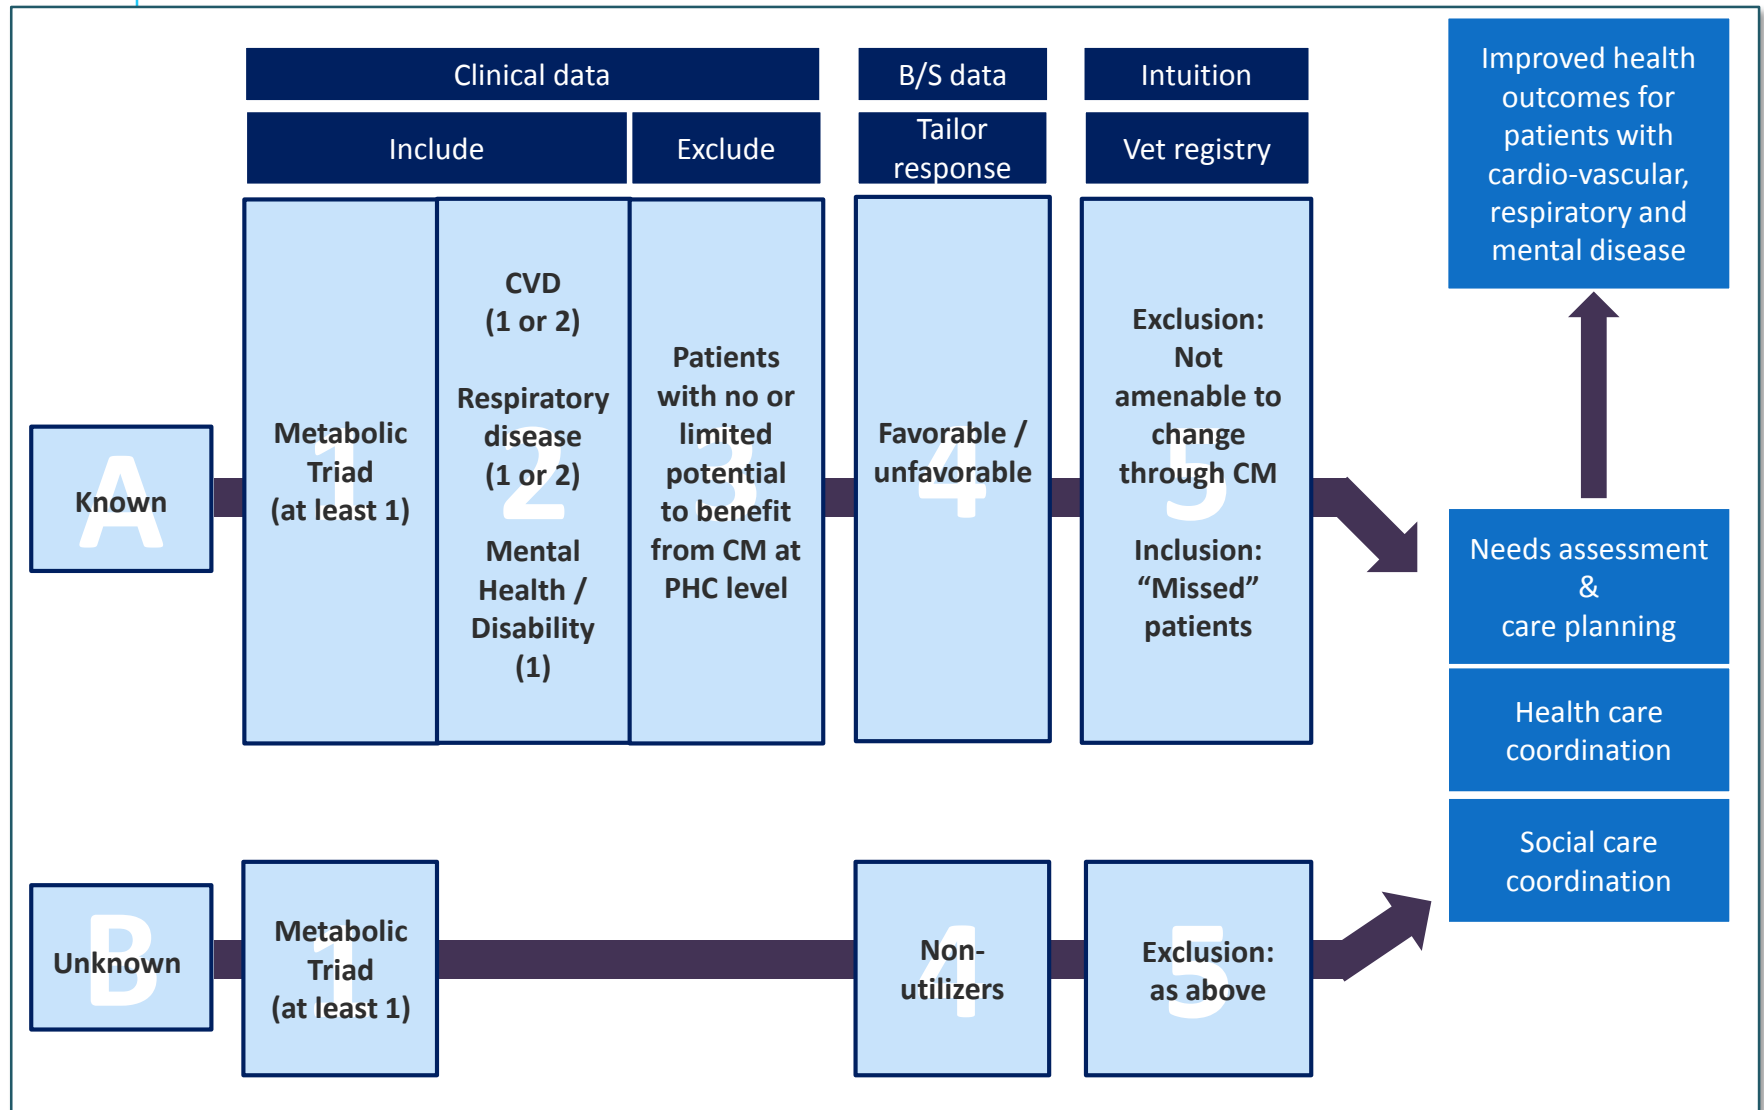 Clinical data
B/S data
Intuition
Include
Exclude
Tailor
response
Vet registry
A
Known
1
Metabolic
Triad
(at least 1)
2
CVD
(1 or 2)
Respiratory
disease
(1 or 2)
Mental
Health /
Disability
(1)
3
Patients
with no or
limited
potential
to benefit
from CM at
PHC level
4
Favorable /
unfavorable
5
Exclusion:
Not
amenable to
change
through CM
Inclusion:
“Missed”
patients
B
Unknown
1
Metabolic
Triad
(at least 1)
4
Non-
utilizers
5
Exclusion:
as above
Improved health
outcomes for
patients with
cardio-vascular,
respiratory and
mental disease
Needs assessment
&
care planning
Health care
coordination
Social care
coordination